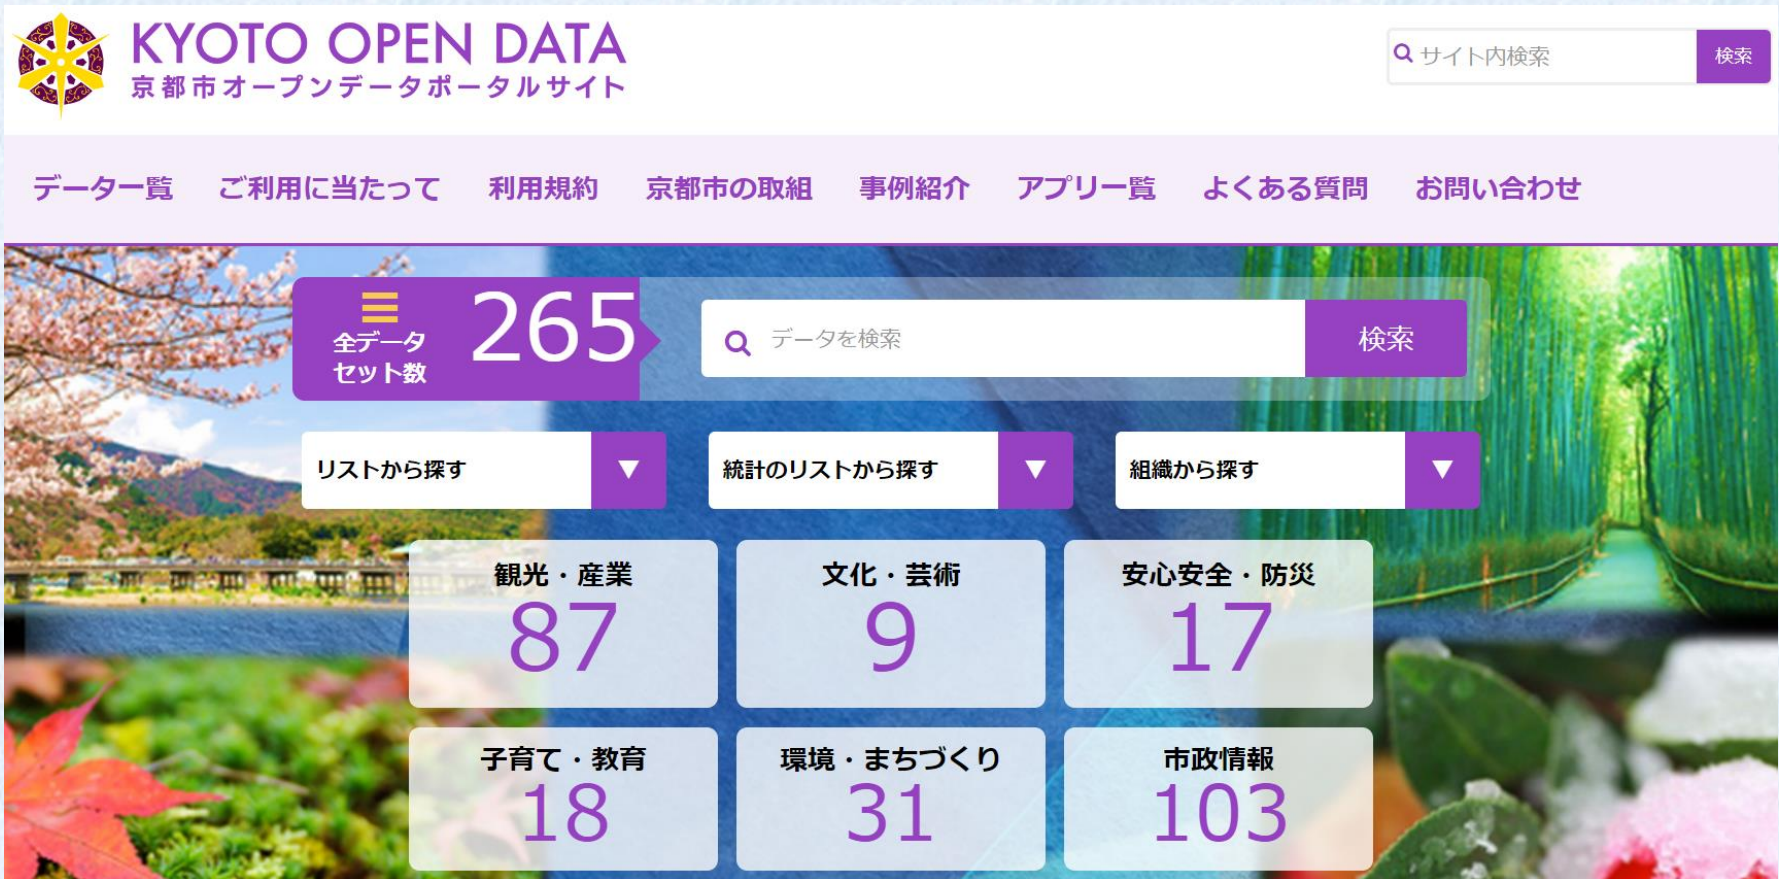 KYOTO OPEN DATA
京都市オープンデータポータルサイト
サイト内検索
検索
データ一覧 ご利用に当たって 利用規約 京都市の取組 事例紹介 アプリ一覧 よくある質問 お問い合わせ
全データ
セット数
265
データを検索
検索
リストから探す ▼
統計のリストから探す ▼
組織から探す ▼
観光・産業
87
文化・芸術
9
安心安全・防災
17
子育て・教育
18
環境・まちづくり
31
市政情報
103